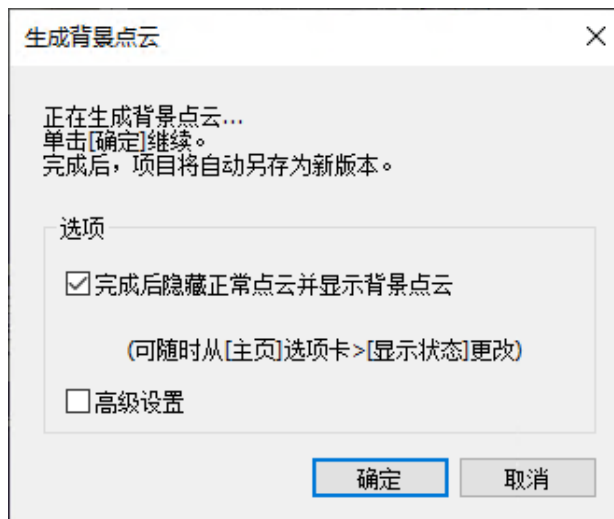 生成背景点云
正在生成背景点云...
单击[确定]继续。
完成后，项目将自动另存为新版本。
选项
完成后隐藏正常点云并显示背景点云
(可随时从[主页]选项卡>[显示状态]更改)
高级设置
确定
取消